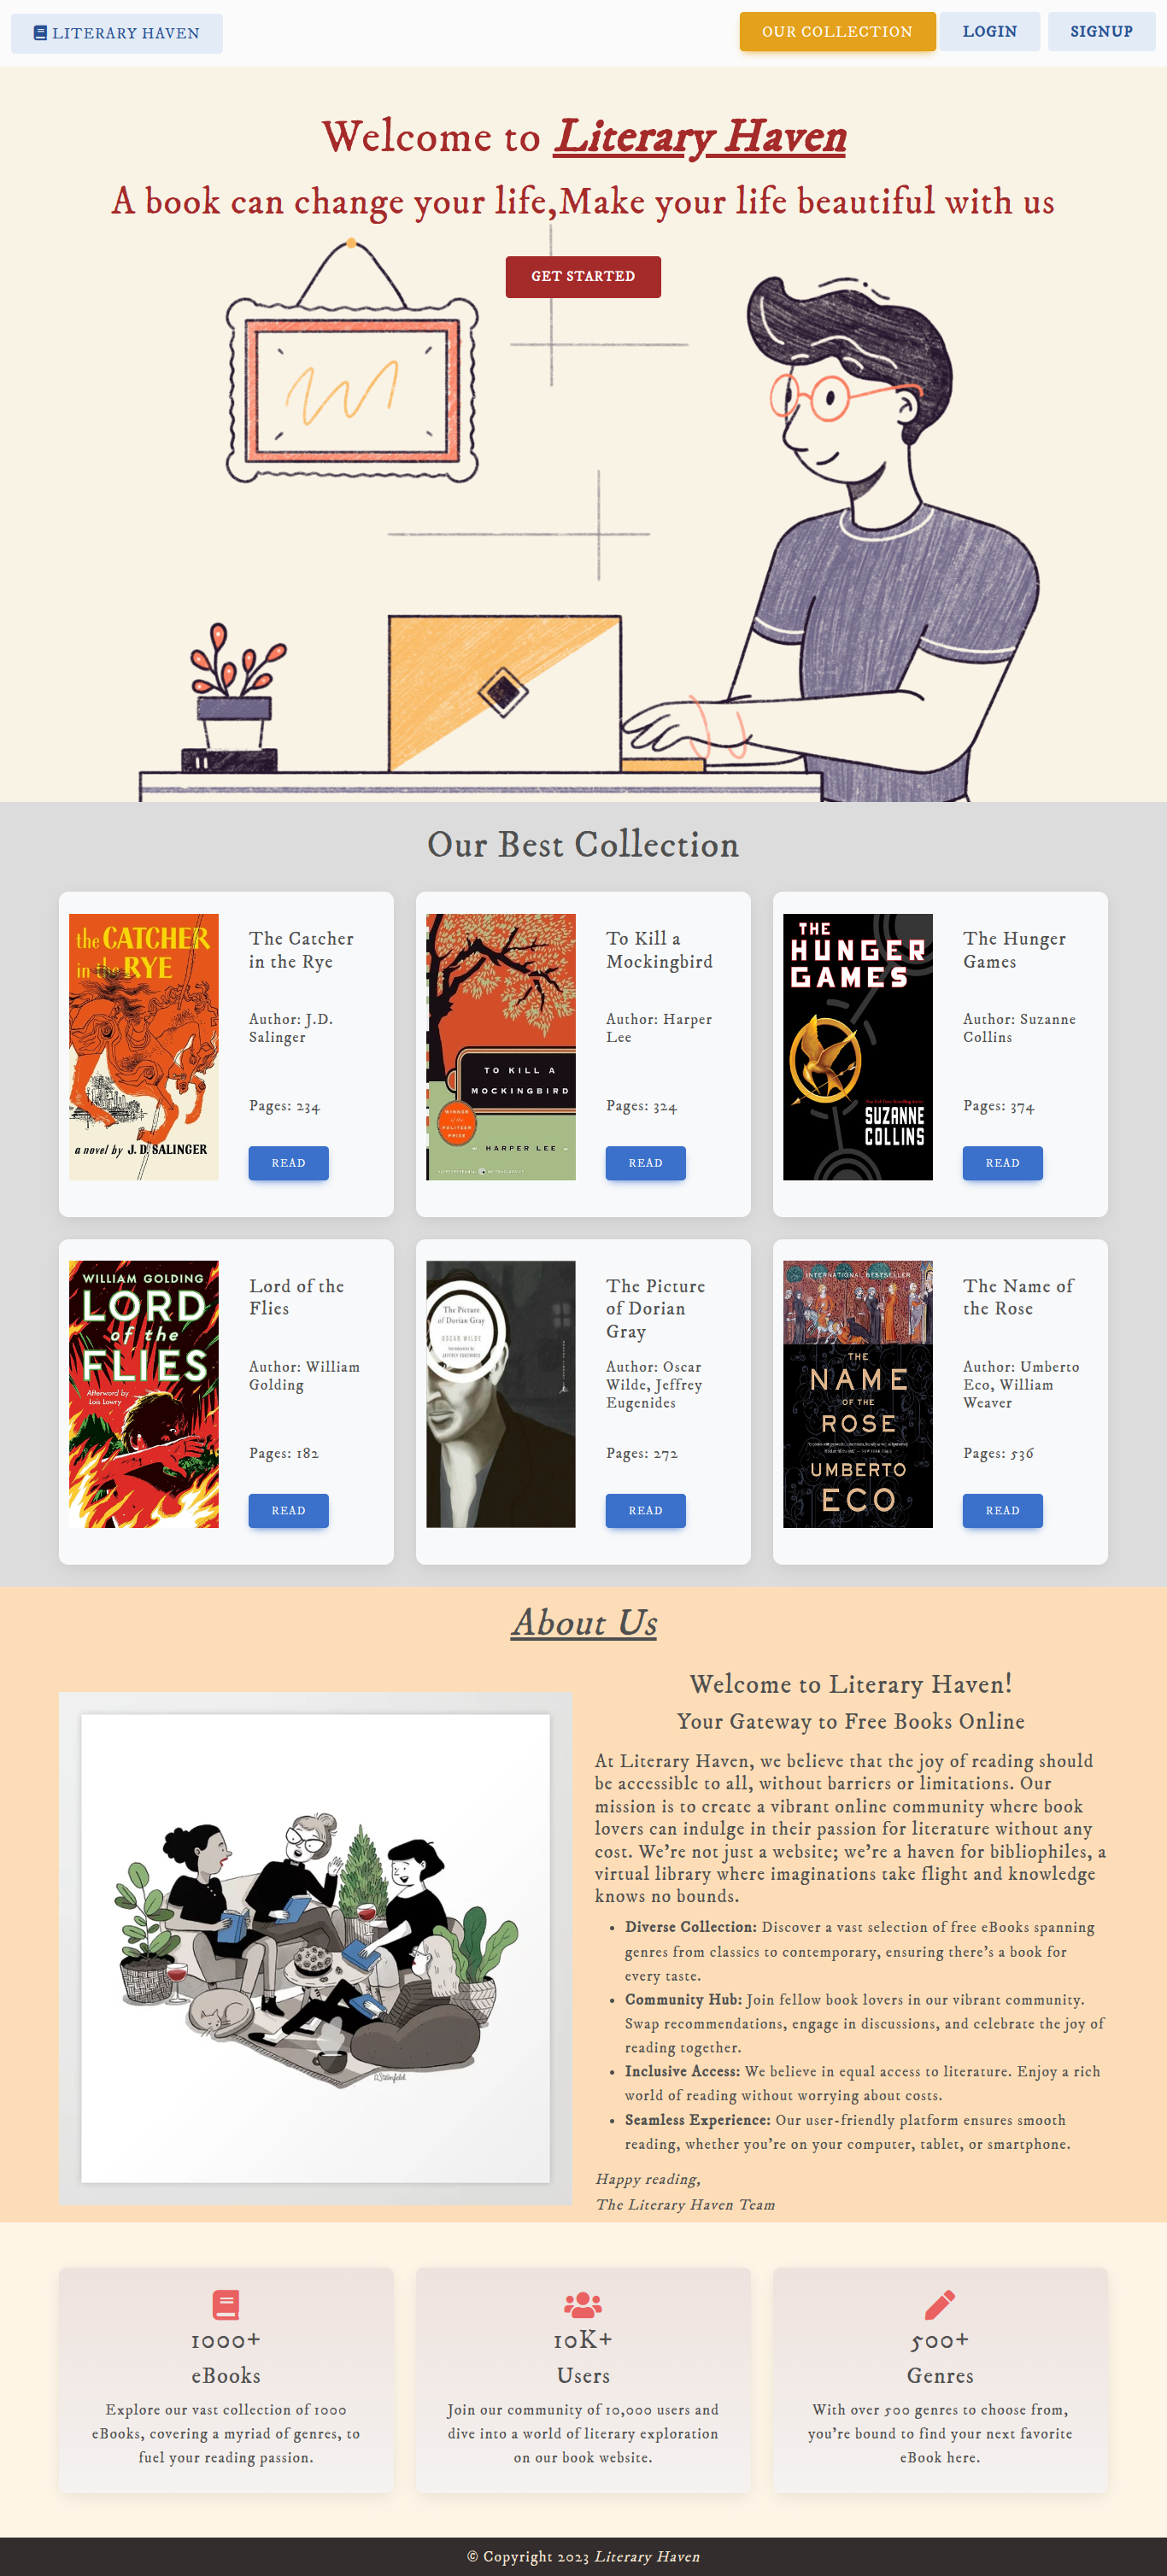 LITERARY HAVEN
OUR COLLECTION
LOGIN
SIGNUP
Welcome to Literary Haven
A book can change your life,Make your life beautiful with us
GET STARTED
Our Best Collection
the CATCHER
in the RYE
a novel by J. D. SALINGER
The Catcher
in the Rye
Author: J.D.
Salinger
Pages: 234
READ
TO KILL A
MOCKINGBIRD
WINNER
of the
PULITZER
PRIZE
HARPER LEE
To Kill a
Mockingbird
Author: Harper
Lee
Pages: 324
READ
THE
HUNGER
GAMES
SUZANNE
COLLINS
The Hunger
Games
Author: Suzanne
Collins
Pages: 374
READ
WILLIAM GOLDING
LORD
of the
FLIES
Afterword by
Lois Lowry
Lord of the
Flies
Author: William
Golding
Pages: 182
READ
The Picture
of Dorian Gray
OSCAR WILDE
Introduction by
JEFFREY EUGENIDES
The Picture
of Dorian
Gray
Author: Oscar
Wilde, Jeffrey
Eugenides
Pages: 272
READ
INTERNATIONAL BESTSELLER
THE
NAME
OF THE
ROSE
UMBERTO
ECO
The Name of
the Rose
Author: Umberto
Eco, William
Weaver
Pages: 536
READ
About Us
Welcome to Literary Haven!
Your Gateway to Free Books Online
At Literary Haven, we believe that the joy of reading should
be accessible to all, without barriers or limitations. Our
mission is to create a vibrant online community where book
lovers can indulge in their passion for literature without any
cost. We're not just a website; we're a haven for bibliophiles, a
virtual library where imaginations take flight and knowledge
knows no bounds.
• Diverse Collection: Discover a vast selection of free eBooks spanning
genres from classics to contemporary, ensuring there's a book for
every taste.
• Community Hub: Join fellow book lovers in our vibrant community.
Swap recommendations, engage in discussions, and celebrate the joy of
reading together.
• Inclusive Access: We believe in equal access to literature. Enjoy a rich
world of reading without worrying about costs.
• Seamless Experience: Our user-friendly platform ensures smooth
reading, whether you're on your computer, tablet, or smartphone.
Happy reading,
The Literary Haven Team
1000+
eBooks
Explore our vast collection of 1000
eBooks, covering a myriad of genres, to
fuel your reading passion.
10K+
Users
Join our community of 10,000 users and
dive into a world of literary exploration
on our book website.
500+
Genres
With over 500 genres to choose from,
you're bound to find your next favorite
eBook here.
© Copyright 2023 Literary Haven